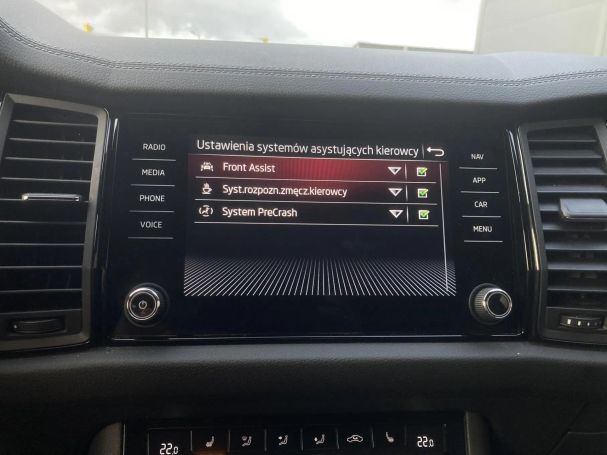 Ustawienia systemów asystujących kierowcy
RADIO
MEDIA
PHONE
VOICE
Front Assist
Syst.rozpozn.zmęcz.kierowcy
System PreCrash
NAV
APP
CAR
MENU
22.0
22.0